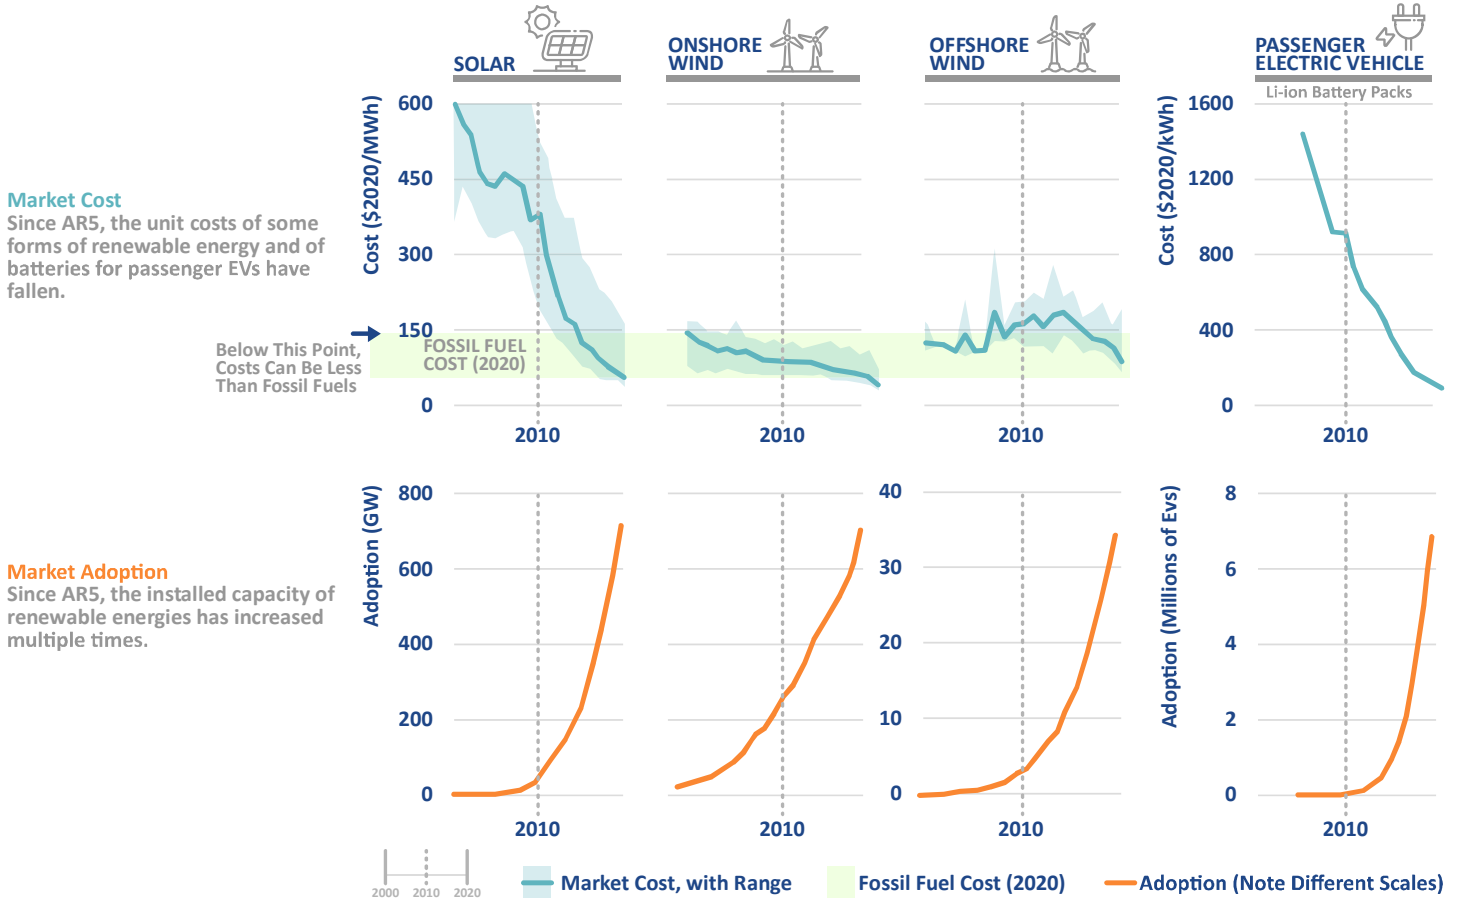 SOLAR
ONSHORE
WIND
OFFSHORE
WIND
PASSENGER
ELECTRIC VEHICLE
Li-ion Battery Packs
Market Cost
Since AR5, the unit costs of some
forms of renewable energy and of
batteries for passenger EVs have
fallen.
Below This Point,
Costs Can Be Less
Than Fossil Fuels
Cost ($2020/MWh)
600
450
300
150
0
FOSSIL FUEL
COST (2020)
2010
2010
2010
Cost ($2020/kWh)
1600
1200
800
400
0
2010
Market Adoption
Since AR5, the installed capacity of
renewable energies has increased
multiple times.
Adoption (GW)
800
600
400
200
0
2010
2010
40
30
20
10
0
2010
Adoption (Millions of Evs)
8
6
4
2
0
2010
2000 2010 2020
Market Cost, with Range
Fossil Fuel Cost (2020)
Adoption (Note Different Scales)